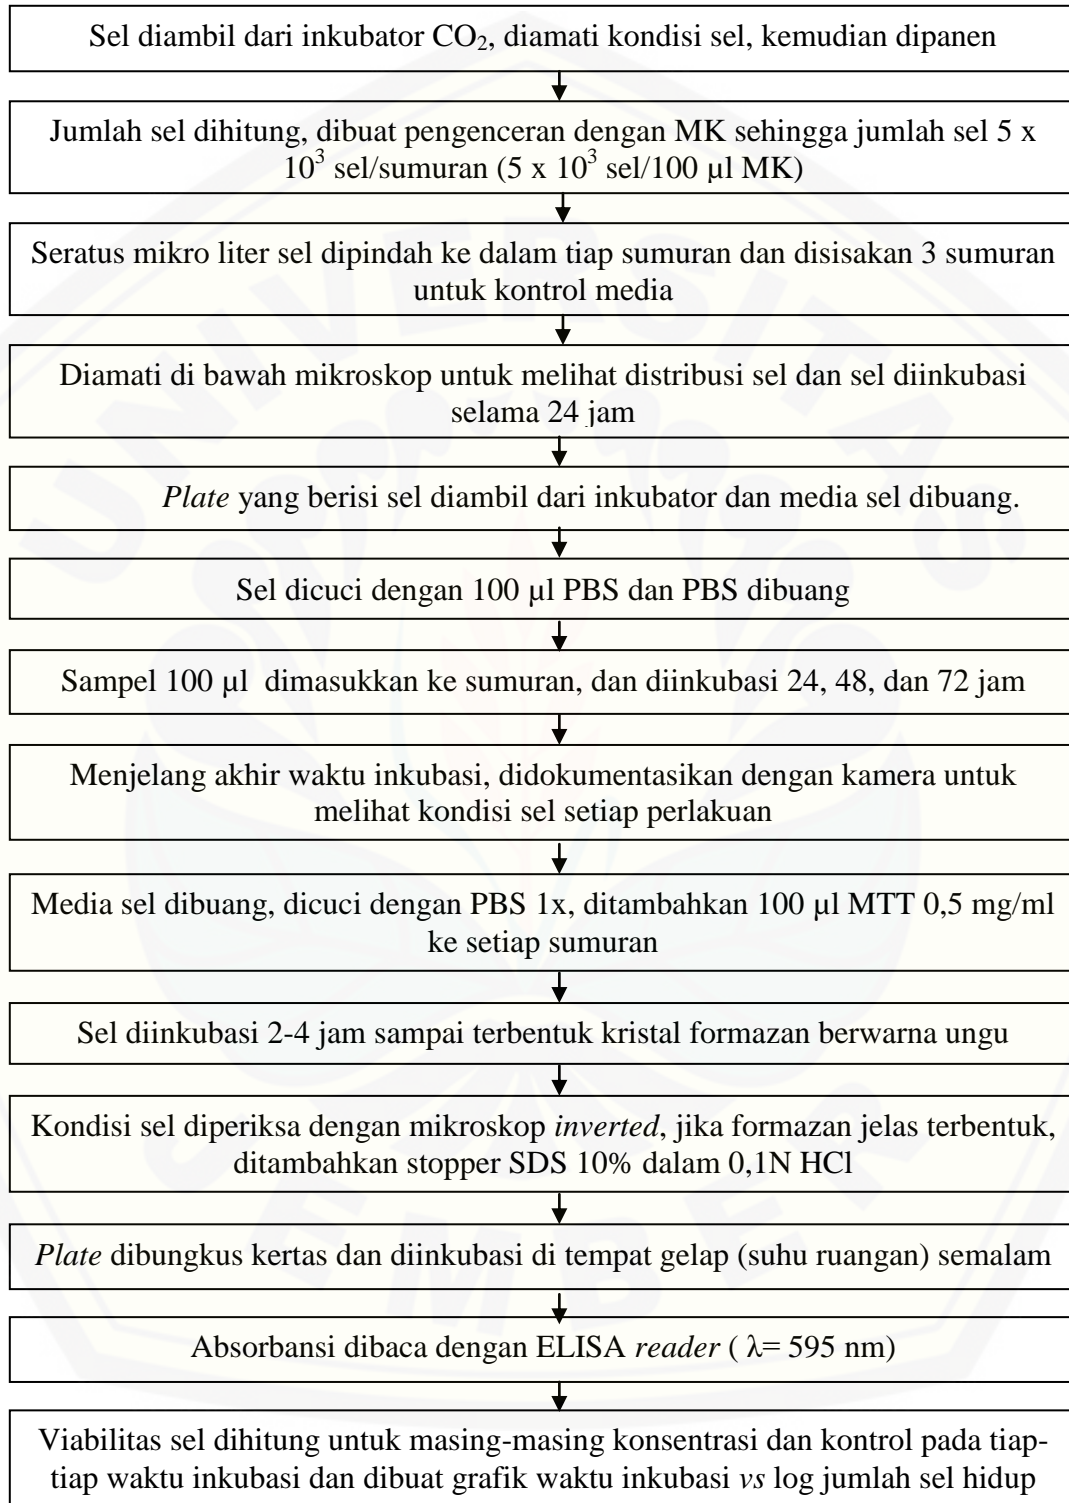 Sel diambil dari inkubator CO₂, diamati kondisi sel, kemudian dipanen
Jumlah sel dihitung, dibuat pengenceran dengan MK sehingga jumlah sel 5 x
10³ sel/sumuran (5 x 10³ sel/100 µl MK)
Seratus mikro liter sel dipindah ke dalam tiap sumuran dan disisakan 3 sumuran
untuk kontrol media
Diamati di bawah mikroskop untuk melihat distribusi sel dan sel diinkubasi
selama 24 jam
Plate yang berisi sel diambil dari inkubator dan media sel dibuang.
Sel dicuci dengan 100 µl PBS dan PBS dibuang
Sampel 100 µl dimasukkan ke sumuran, dan diinkubasi 24, 48, dan 72 jam
Menjelang akhir waktu inkubasi, didokumentasikan dengan kamera untuk
melihat kondisi sel setiap perlakuan
Media sel dibuang, dicuci dengan PBS 1x, ditambahkan 100 µl MTT 0,5 mg/ml
ke setiap sumuran
Sel diinkubasi 2-4 jam sampai terbentuk kristal formazan berwarna ungu
Kondisi sel diperiksa dengan mikroskop inverted, jika formazan jelas terbentuk,
ditambahkan stopper SDS 10% dalam 0,1N HCl
Plate dibungkus kertas dan diinkubasi di tempat gelap (suhu ruangan) semalam
Absorbansi dibaca dengan ELISA reader ( λ= 595 nm)
Viabilitas sel dihitung untuk masing-masing konsentrasi dan kontrol pada tiap-
tiap waktu inkubasi dan dibuat grafik waktu inkubasi vs log jumlah sel hidup
UNIVERSITAS
JEMBER